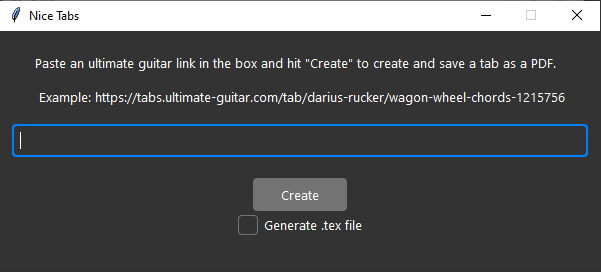 Nice Tabs
Paste an ultimate guitar link in the box and hit "Create" to create and save a tab as a PDF.
Example: https://tabs.ultimate-guitar.com/tab/darius-rucker/wagon-wheel-chords-1215756
Create
Generate .tex file